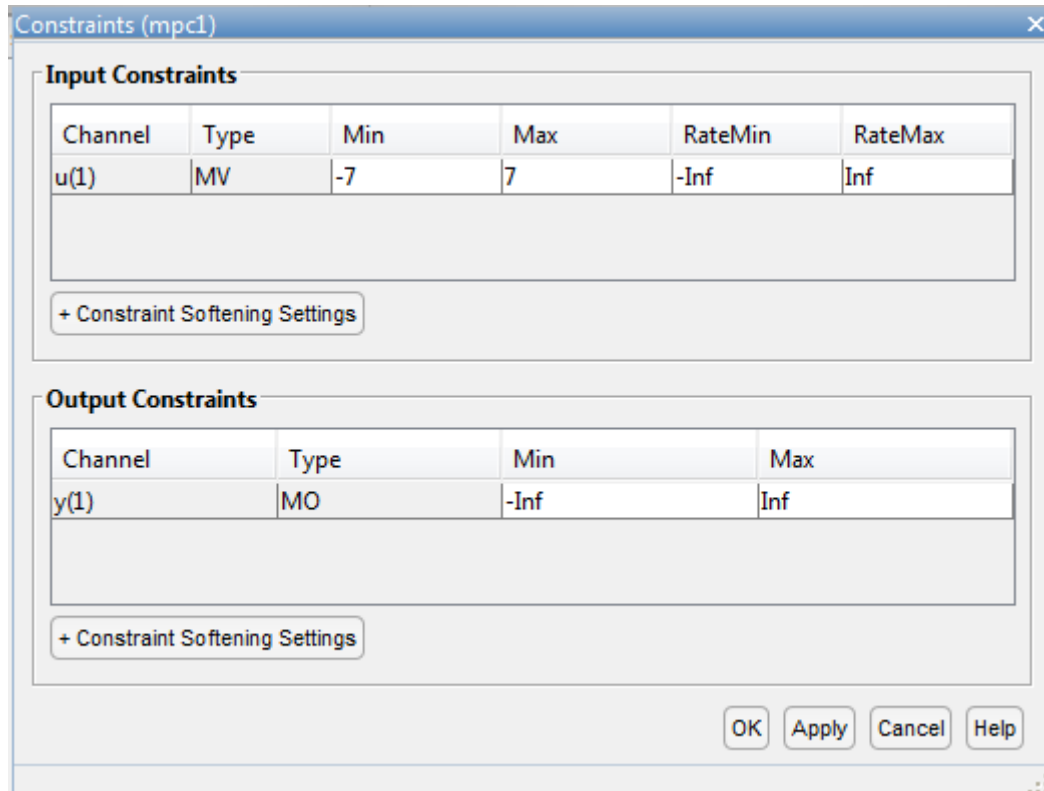 Constraints (mpc1)
Input Constraints
Channel Type Min Max RateMin RateMax
u(1) MV -7 7 -Inf Inf
+ Constraint Softening Settings
Output Constraints
Channel Type Min Max
y(1) MO -Inf Inf
+ Constraint Softening Settings
OK Apply Cancel Help